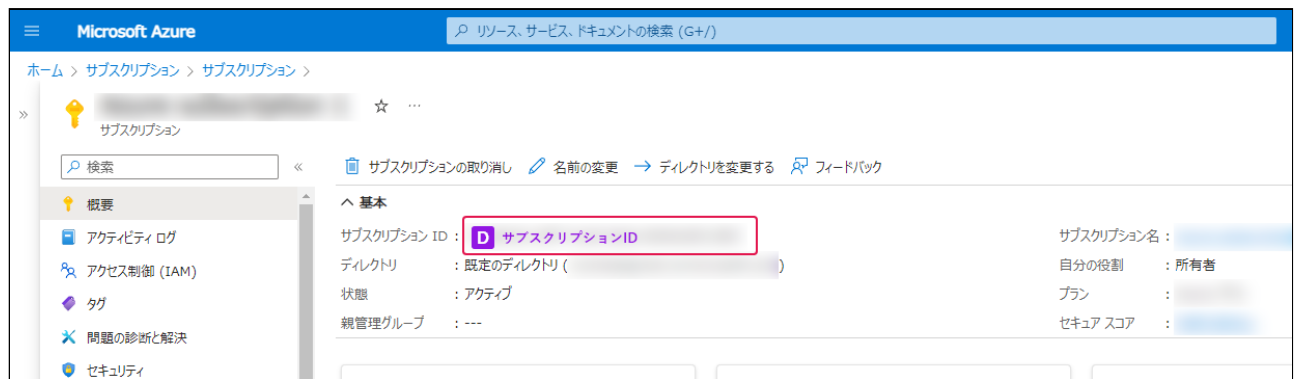 Microsoft Azure
リソース、サービス、ドキュメントの検索 (G+/)
ホーム > サブスクリプション > サブスクリプション >
サブスクリプション
検索
サブスクリプションの取り消し 名前の変更 ディレクトリを変更する フィードバック
概要
基本
アクティビティ ログ
サブスクリプション ID : D サブスクリプションID
サブスクリプション名 :
アクセス制御 (IAM)
ディレクトリ : 既定のディレクトリ ( )
自分の役割 : 所有者
タグ
状態 : アクティブ
プラン :
問題の診断と解決
親管理グループ : ---
セキュア スコア :
セキュリティ